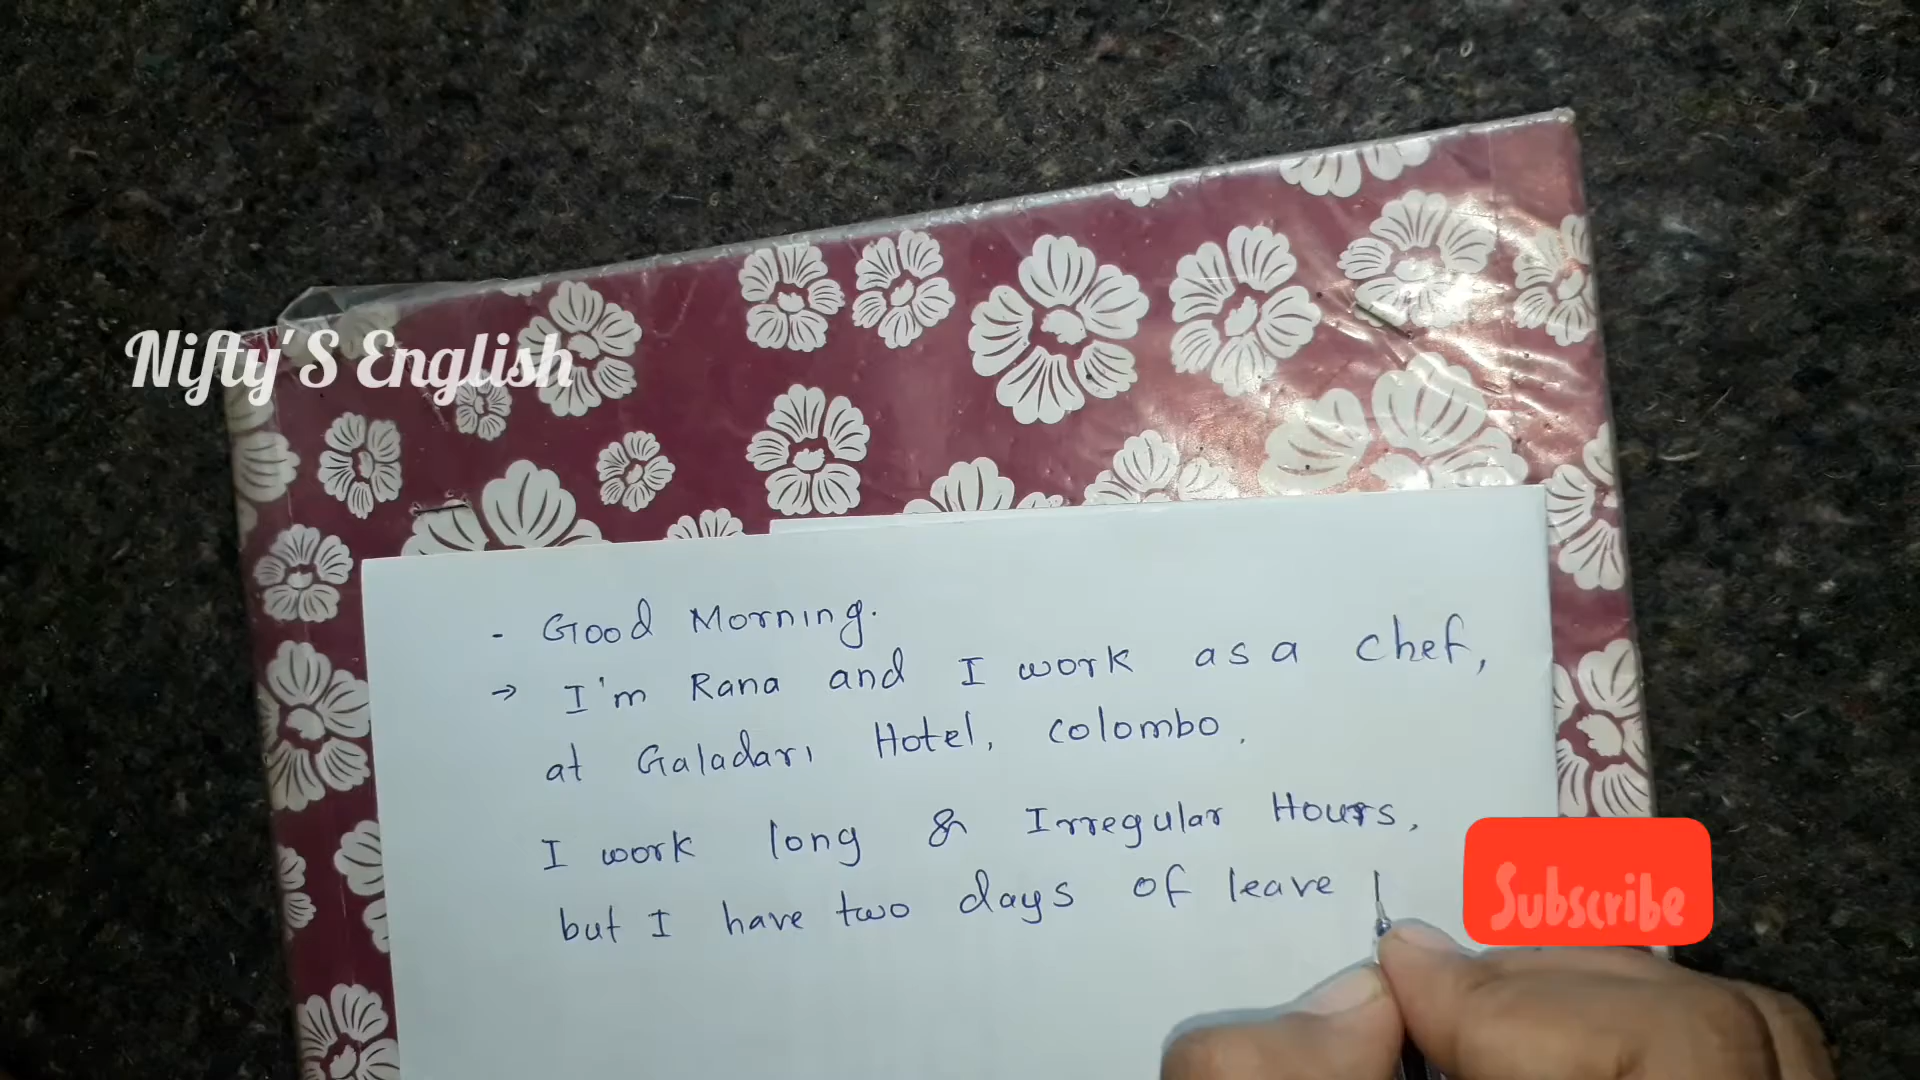 Nifty'S English
- Good Morning.
→ I'm Rana and I work as a chef,
at Galadari Hotel, colombo.
I work long & Irregular Hours,
but I have two days of leave
Subscribe